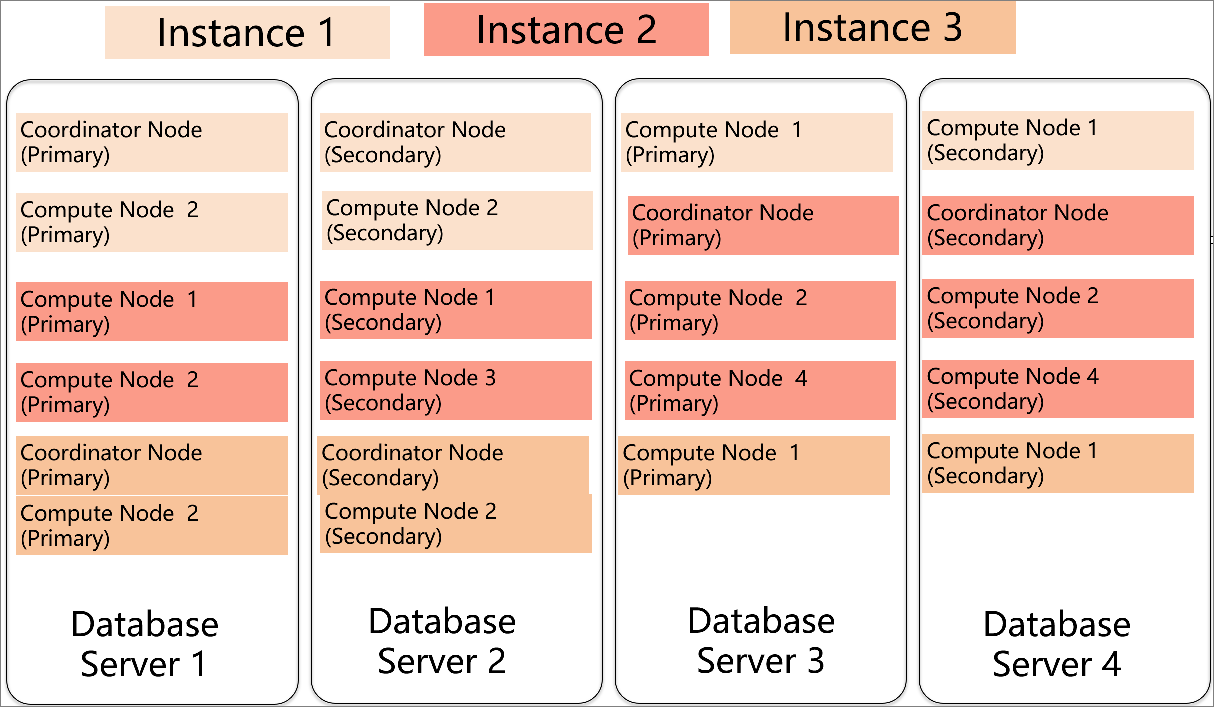 Instance 1
Instance 2
Instance 3
Coordinator Node
(Primary)
Compute Node  2
(Primary)
Compute Node  1
(Primary)
Compute Node  2
(Primary)
Coordinator Node
(Primary)
Compute Node  2
(Primary)
Database
Server 1
Coordinator Node
(Secondary)
Compute Node 2
(Secondary)
Compute Node 1
(Secondary)
Compute Node 3
(Secondary)
Coordinator Node
(Secondary)
Compute Node 2
(Secondary)
Database
Server 2
Compute Node  1
(Primary)
Coordinator Node
(Primary)
Compute Node  2
(Primary)
Compute Node  4
(Primary)
Compute Node  1
(Primary)
Database
Server 3
Compute Node 1
(Secondary)
Coordinator Node
(Secondary)
Compute Node 2
(Secondary)
Compute Node 4
(Secondary)
Compute Node 1
(Secondary)
Database
Server 4